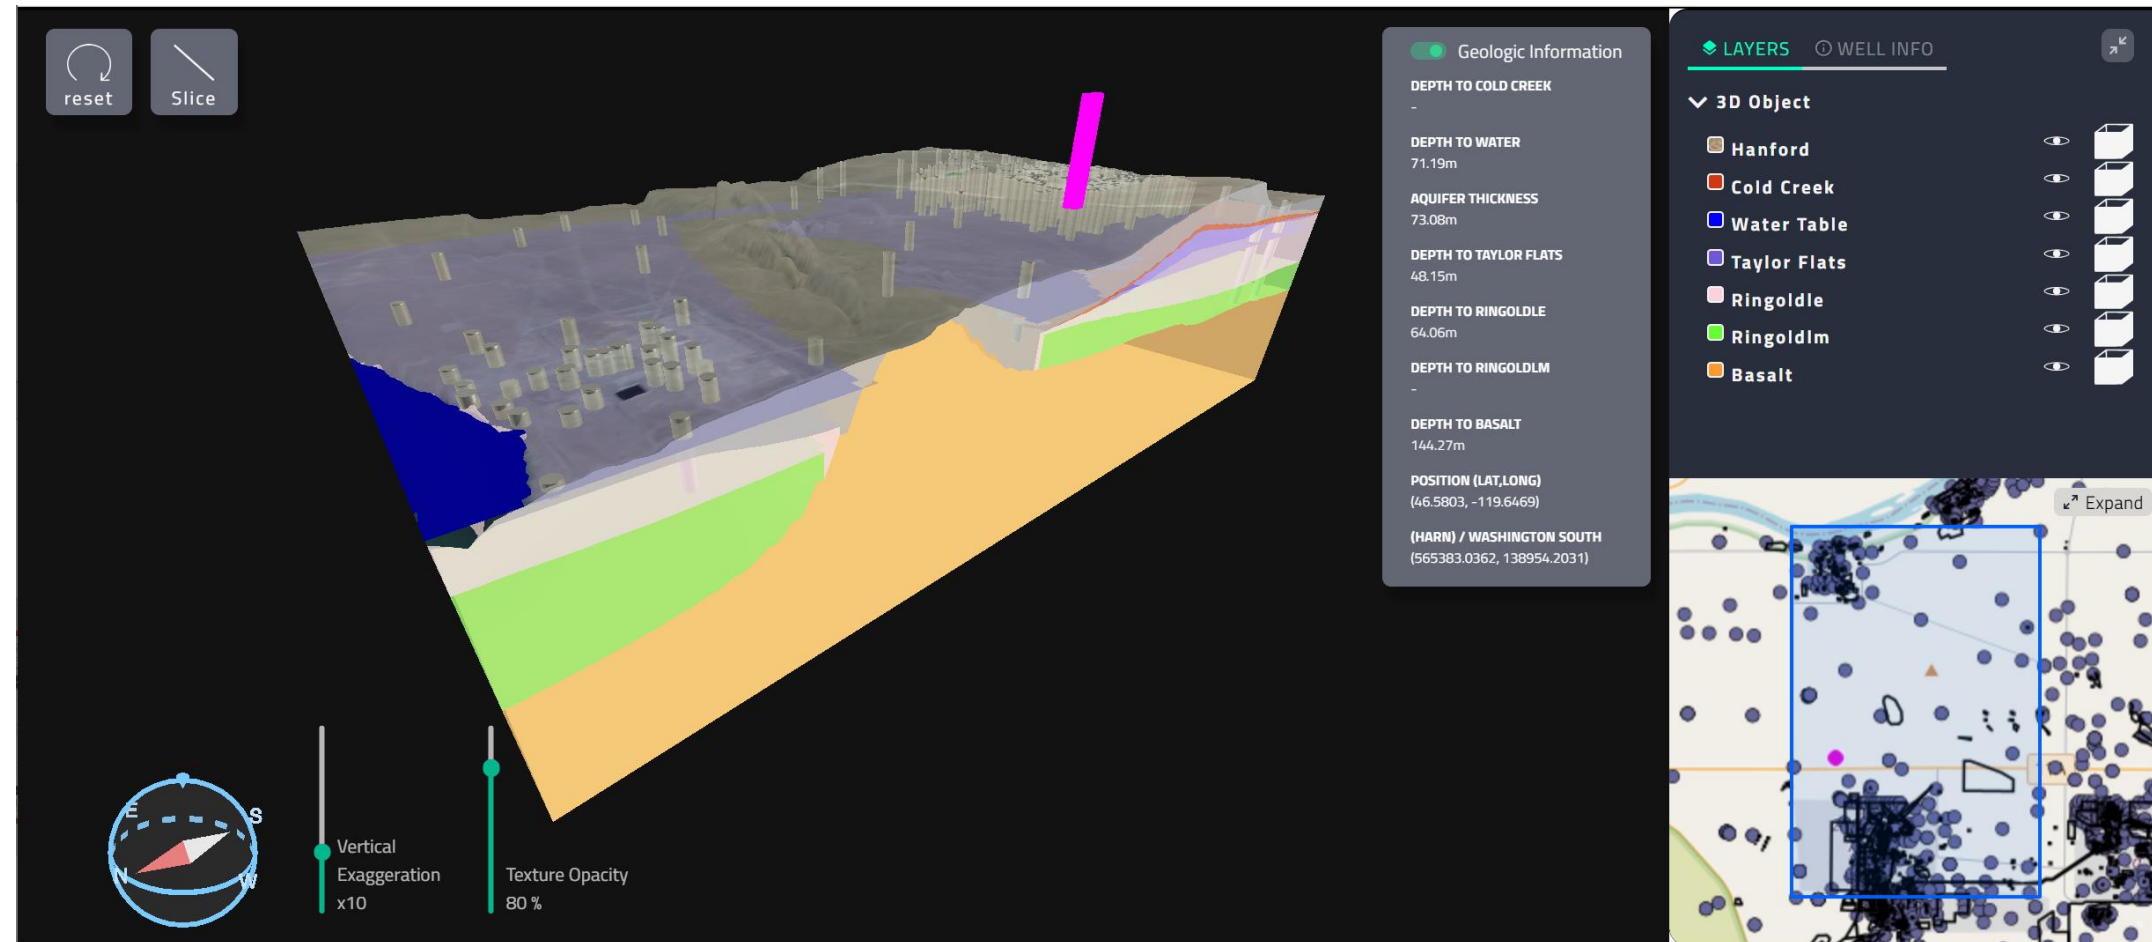 reset
Slice
Geologic Information
DEPTH TO COLD CREEK
-
DEPTH TO WATER
71.19m
AQUIFER THICKNESS
73.08m
DEPTH TO TAYLOR FLATS
48.15m
DEPTH TO RINGOLDLE
64.06m
DEPTH TO RINGOLDLM
-
DEPTH TO BASALT
144.27m
POSITION (LAT,LONG)
(46.5803, -119.6469)
(HARN) / WASHINGTON SOUTH
(565383.0362, 138954.2031)
LAYERS
WELL INFO
3D Object
Hanford
Cold Creek
Water Table
Taylor Flats
Ringoldle
Ringoldlm
Basalt
Expand
E
S
N
W
Vertical
Exaggeration
x10
Texture Opacity
80 %